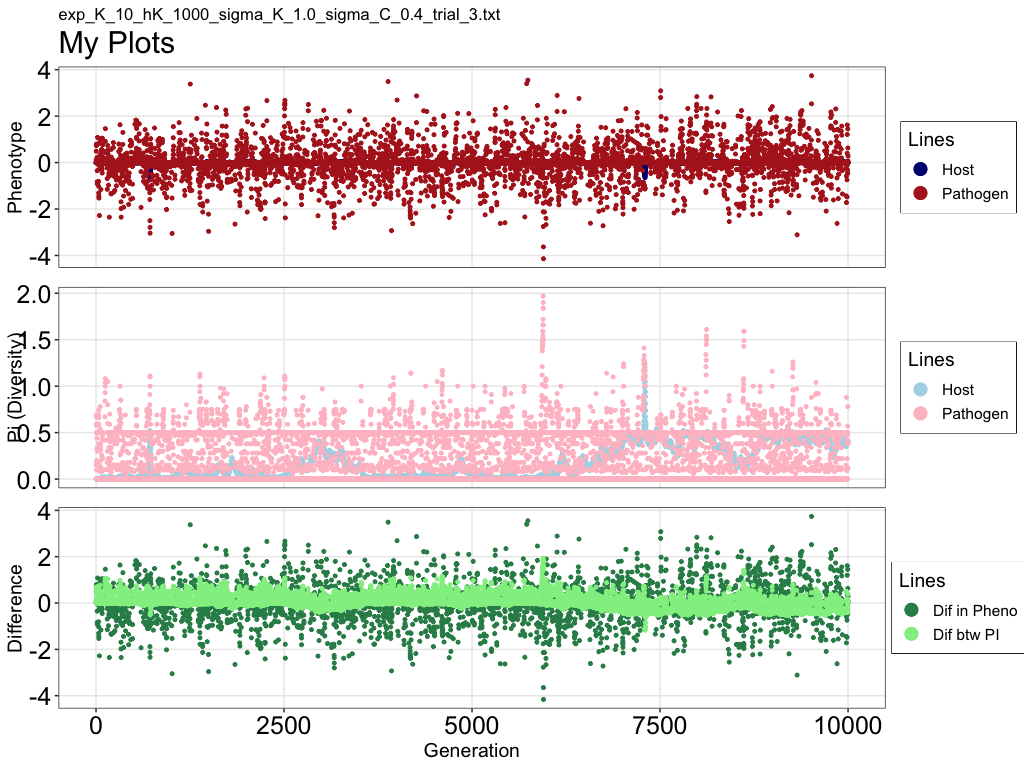 exp_K_10_hK_1000_sigma_K_1.0_sigma_C_0.4_trial_3.txt
My Plots
Phenotype
4
2
0
-2
-4
Lines
Host
Pathogen
Pi (Diversity)
2.0
1.5
1.0
0.5
0.0
Lines
Host
Pathogen
Difference
4
2
0
-2
-4
Lines
Dif in Pheno
Dif btw PI
0 2500 5000 7500 10000
Generation